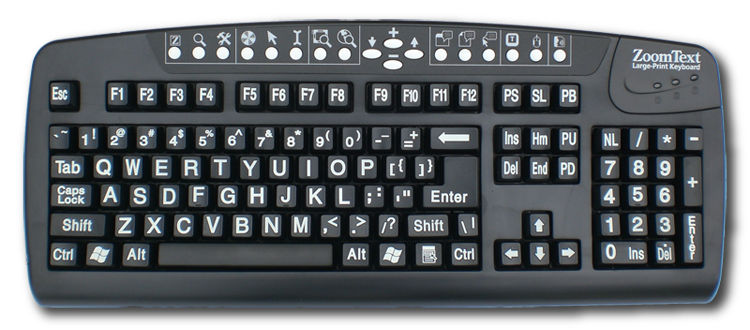 ZoomText
Large-Print Keyboard
Esc F1 F2 F3 F4 F5 F6 F7 F8 F9 F10 F11 F12 PS SL PB
`~ 1! 2@ 3# 4$ 5% 6^ 7& 8* 9( 0) -_ =+ Ins Hm PU NL / * -
Tab Q W E R T Y U I O P [{ ]} Del End PD 7 8 9 +
Caps Lock A S D F G H J K L ;: '" Enter 4 5 6
Shift Z X C V B N M ,< .> /? Shift \| 1 2 3 Enter
Ctrl Alt Alt Ctrl 0 Ins . Del